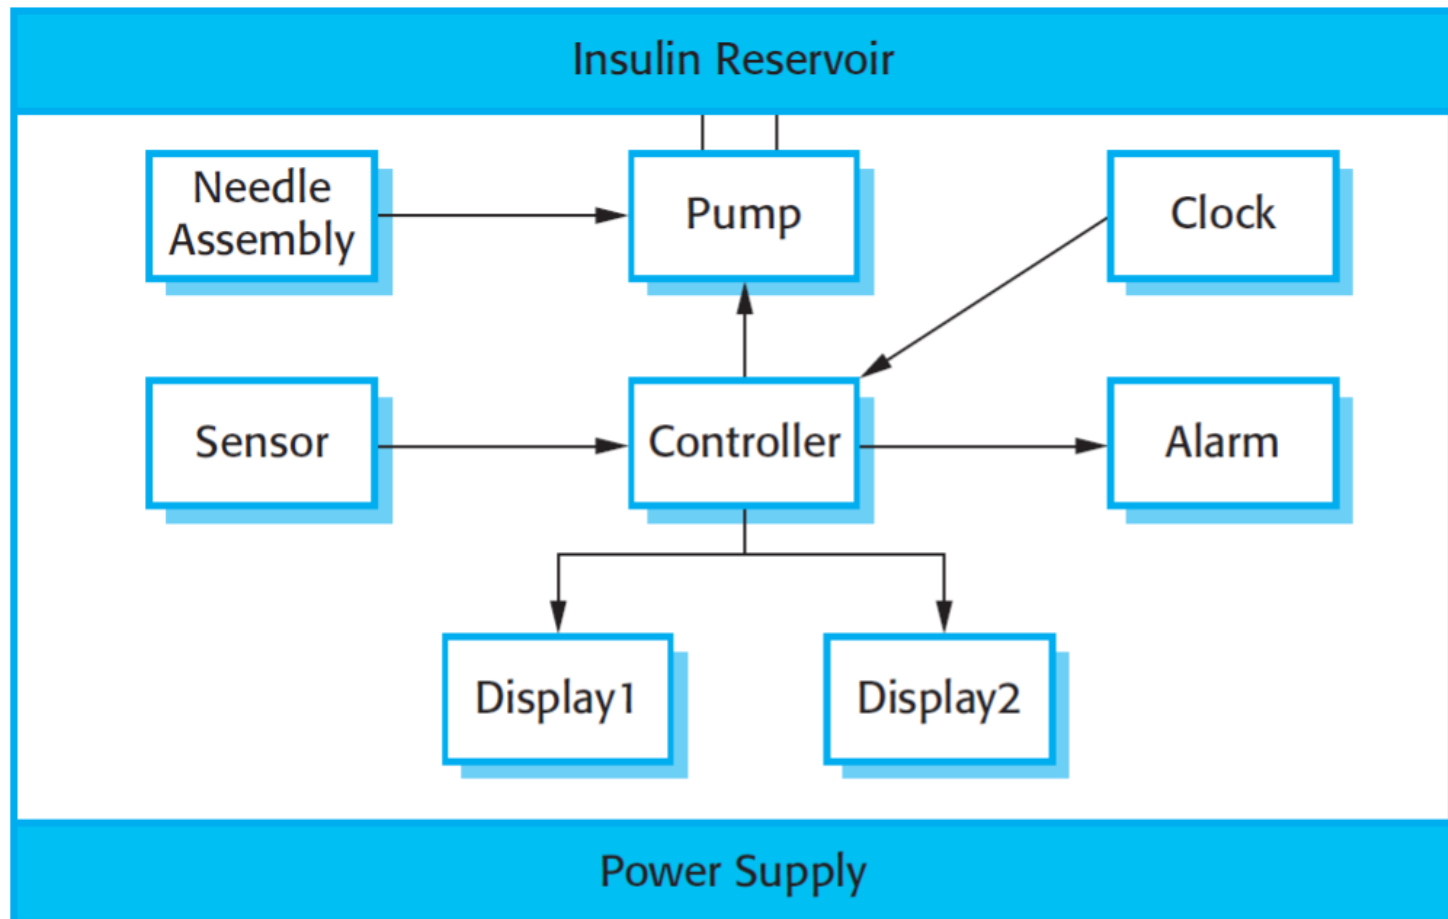 Insulin Reservoir
Needle
Assembly
Pump
Clock
Sensor
Controller
Alarm
Display1
Display2
Power Supply